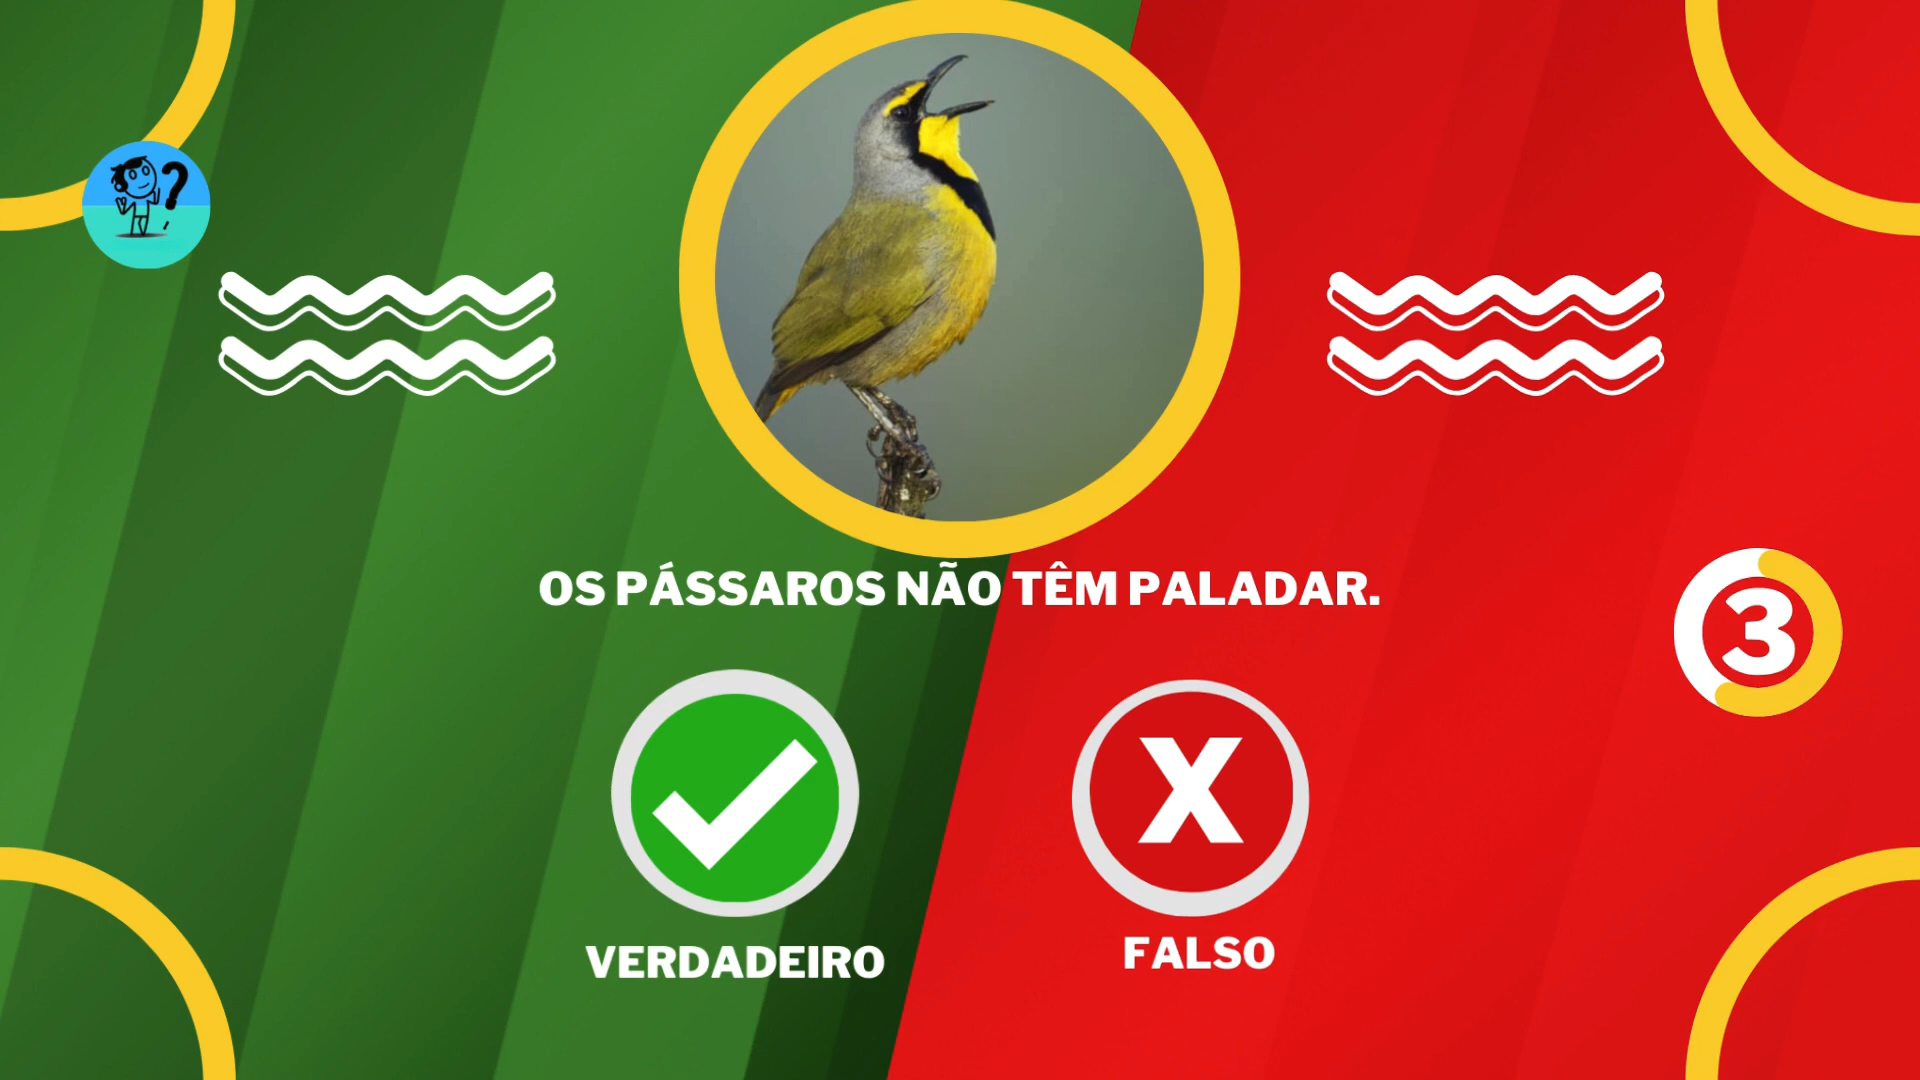 ?
OS PÁSSAROS NÃO TÊM PALADAR.
3
X
VERDADEIRO
FALSO